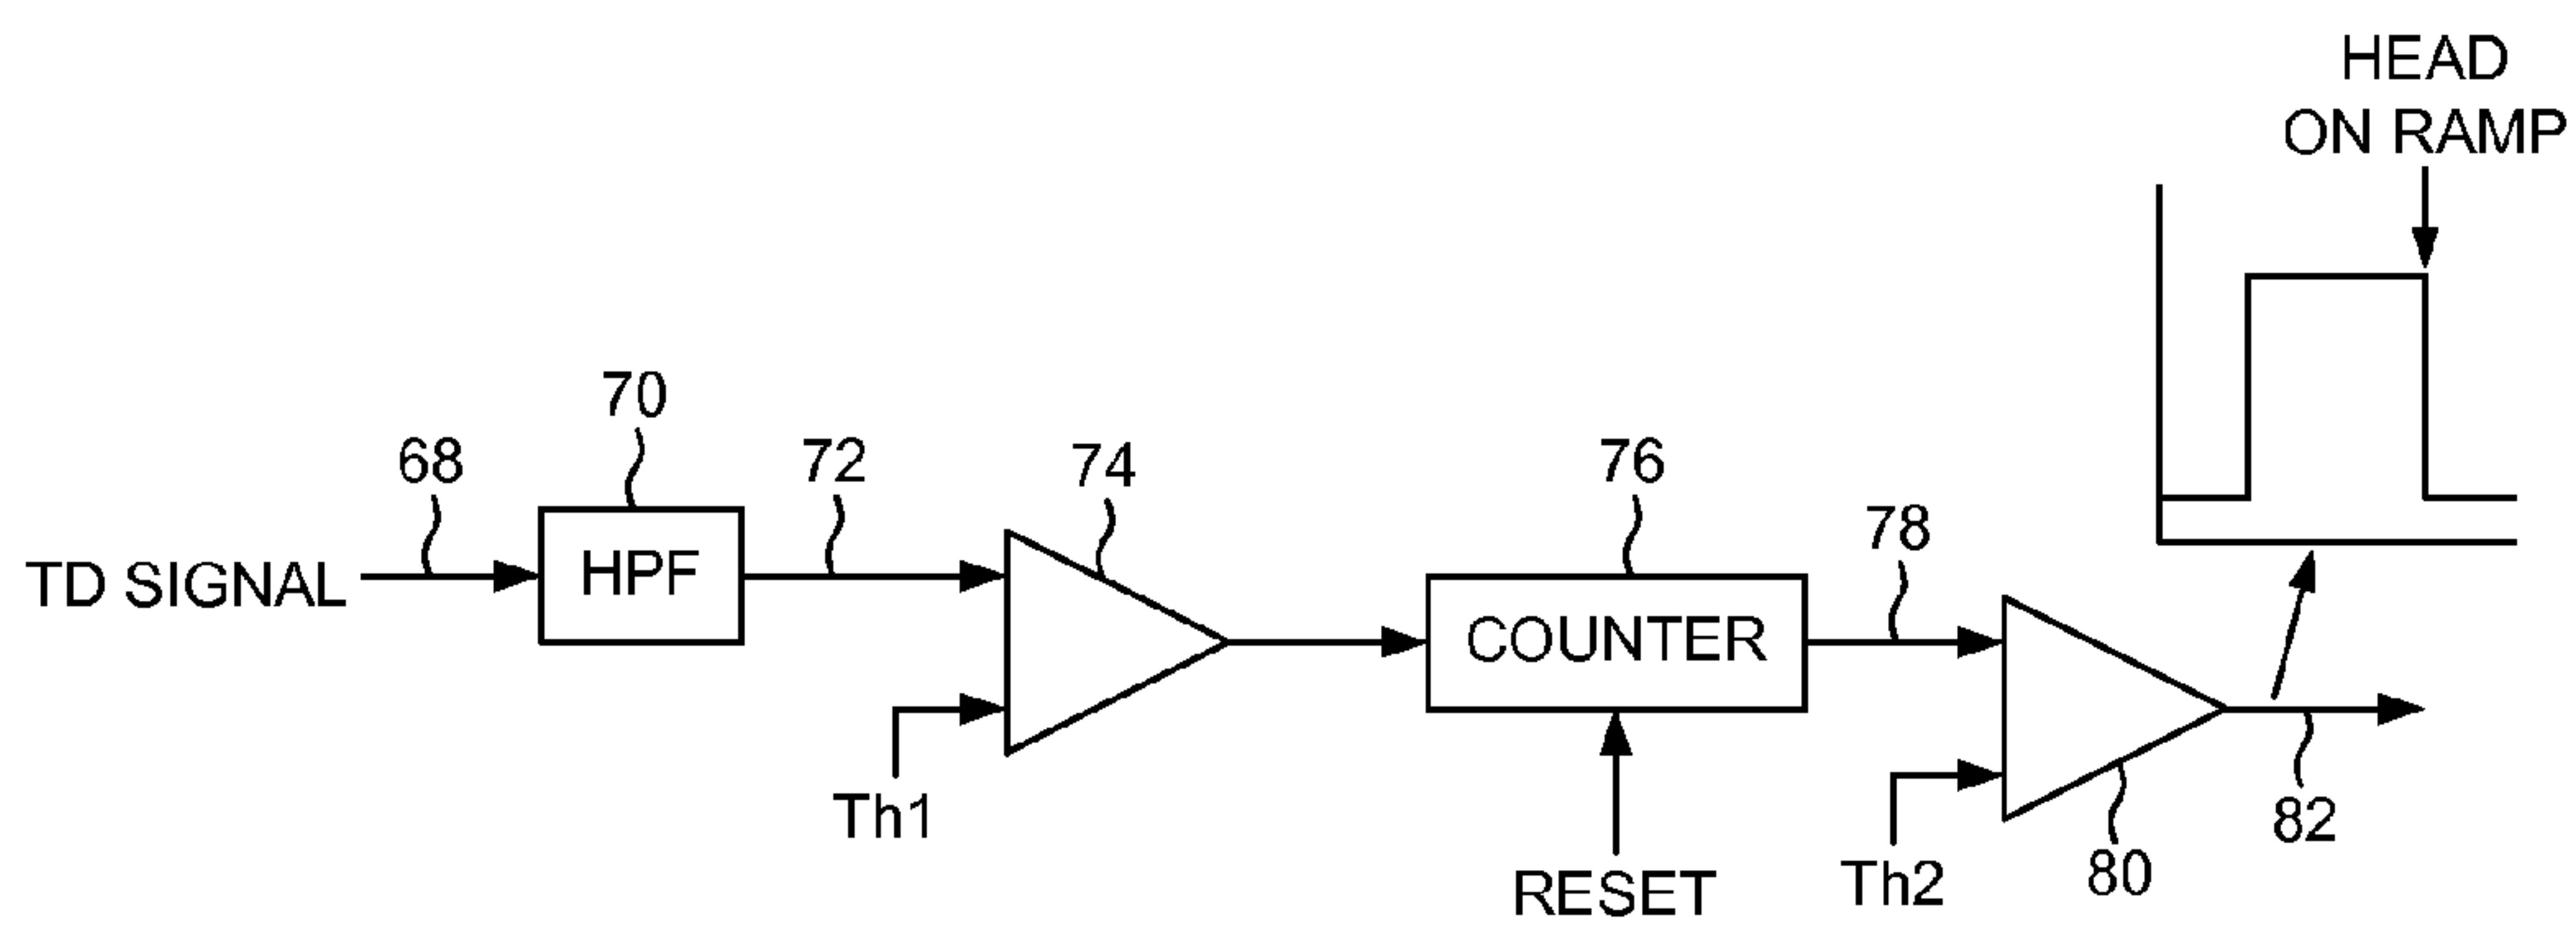 HEAD
ON RAMP
70
68
72
74
76
78
TD SIGNAL
HPF
COUNTER
Th1
RESET
Th2
80
82